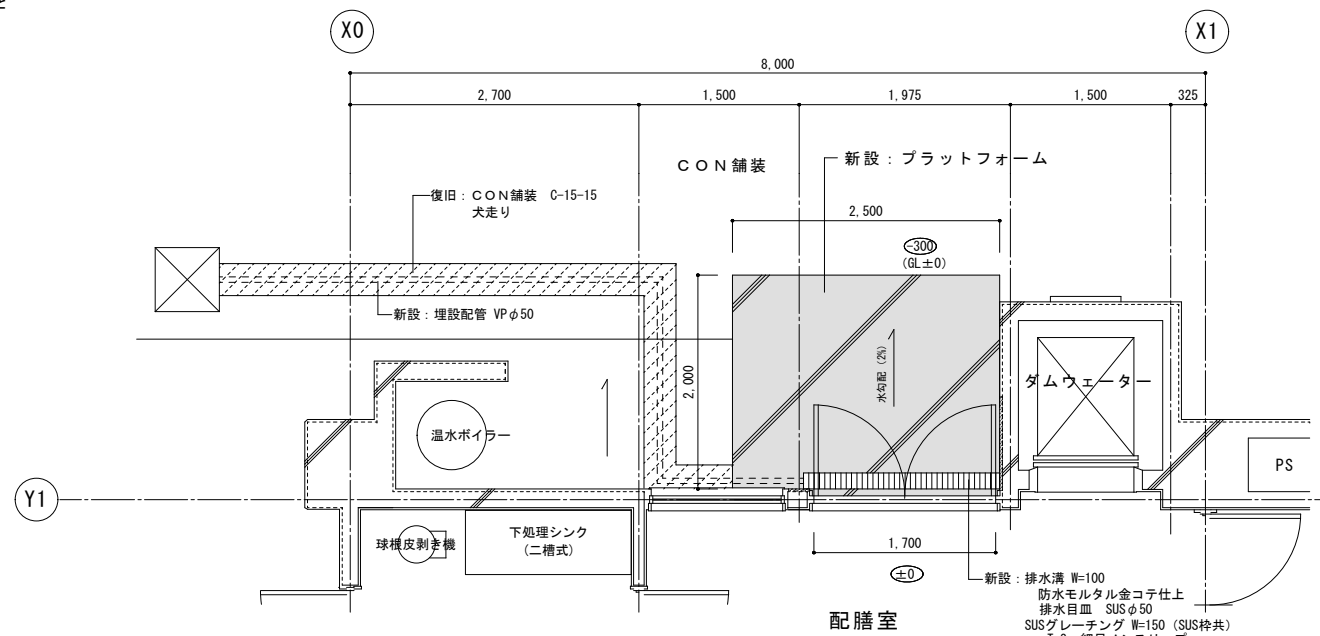 X0
X1
8,000
2,700
1,500
1,975
1,500
325
CON舗装
新設：プラットフォーム
復旧：CON舗装 C-15-15
犬走り
2,500
-300
(GL±0)
新設：埋設配管 VPφ50
2,000
水勾配 (2%)
ダムウェーター
温水ボイラー
PS
Y1
球根皮剥き機
下処理シンク
(二槽式)
1,700
±0
新設：排水溝 W=100
防水モルタル金コテ仕上
排水目皿 SUSφ50
SUSグレーチング W=150 (SUS枠共)
配膳室